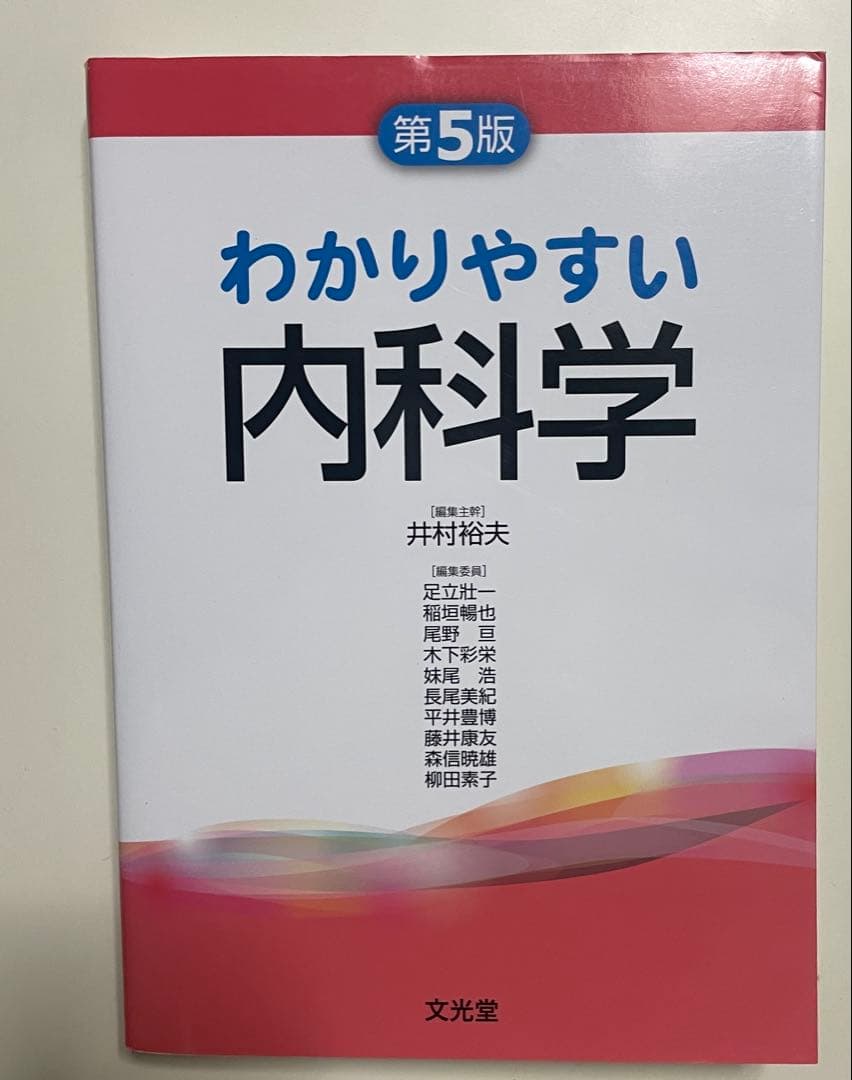 第5版
わかりやすい
内科学
[編集主幹]
井村裕夫
[編集委員]
足立壯一
稲垣暢也
尾野　亘
木下彩栄
妹尾　浩
長尾美紀
平井豊博
藤井康友
森信暁雄
柳田素子
文光堂